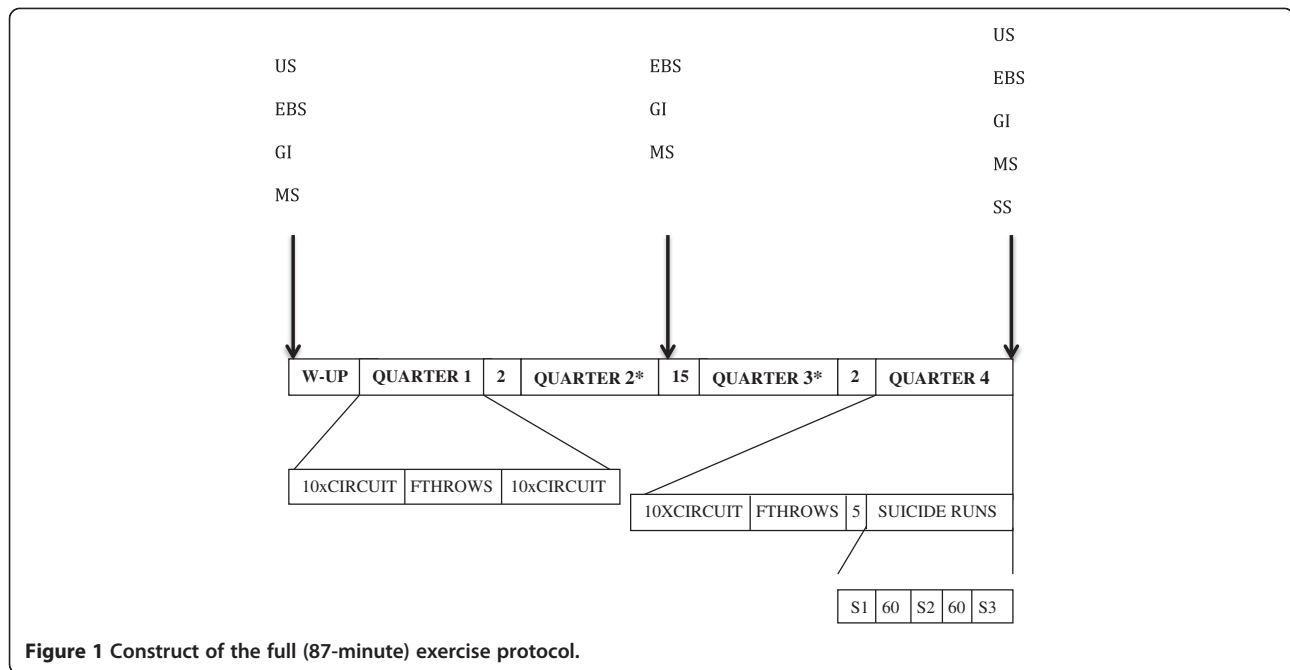 US
EBS
GI
MS
EBS
GI
MS
US
EBS
GI
MS
SS
W-UP QUARTER 1 2 QUARTER 2* 15 QUARTER 3* 2 QUARTER 4
10xCIRCUIT FTHROWS 10xCIRCUIT
10XCIRCUIT FTHROWS 5 SUICIDE RUNS
S1 60 S2 60 S3
Figure 1 Construct of the full (87-minute) exercise protocol.